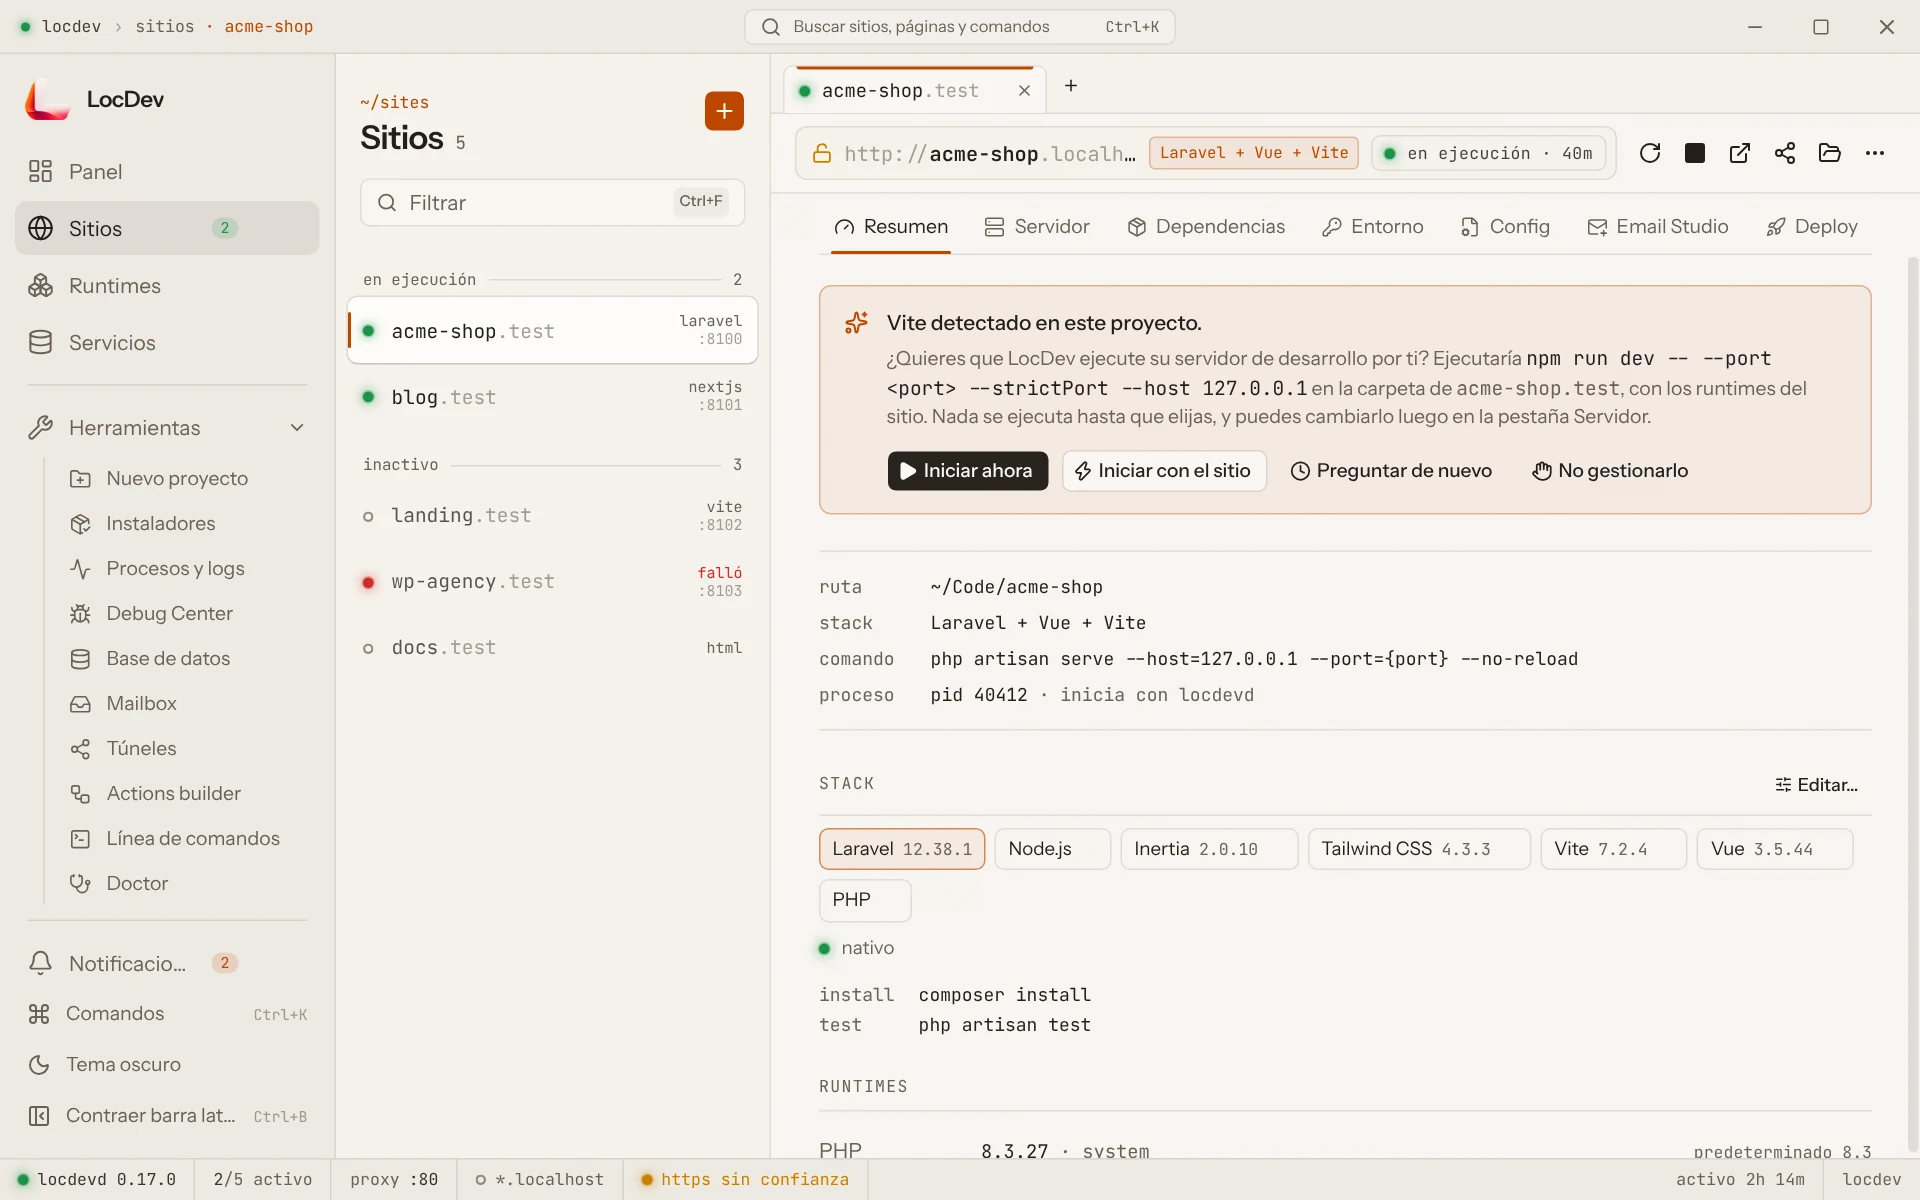 locdev › sitios · acme-shop
Buscar sitios, páginas y comandos Ctrl+K
LocDev
Panel
Sitios 2
Runtimes
Servicios
Herramientas
Nuevo proyecto
Instaladores
Procesos y logs
Debug Center
Base de datos
Mailbox
Túneles
Actions builder
Línea de comandos
Doctor
Notificacio... 2
Comandos Ctrl+K
Tema oscuro
Contraer barra lat... Ctrl+B
~/sites
Sitios 5
Filtrar Ctrl+F
en ejecución 2
acme-shop.test laravel
:8100
blog.test nextjs
:8101
inactivo 3
landing.test vite
:8102
wp-agency.test falló
:8103
docs.test html
acme-shop.test
http://acme-shop.localh... Laravel + Vue + Vite en ejecución · 40m
Resumen Servidor Dependencias Entorno Config Email Studio Deploy
Vite detectado en este proyecto.
¿Quieres que LocDev ejecute su servidor de desarrollo por ti? Ejecutaría npm run dev -- --port
<port> --strictPort --host 127.0.0.1 en la carpeta de acme-shop.test, con los runtimes del
sitio. Nada se ejecuta hasta que elijas, y puedes cambiarlo luego en la pestaña Servidor.
Iniciar ahora Iniciar con el sitio Preguntar de nuevo No gestionarlo
ruta ~/Code/acme-shop
stack Laravel + Vue + Vite
comando php artisan serve --host=127.0.0.1 --port={port} --no-reload
proceso pid 40412 · inicia con locdevd
STACK Editar...
Laravel 12.38.1 Node.js Inertia 2.0.10 Tailwind CSS 4.3.3 Vite 7.2.4 Vue 3.5.44
PHP
nativo
install composer install
test php artisan test
RUNTIMES
PHP 8.3.27 · system predeterminado 8.3
locdevd 0.17.0 2/5 activo proxy :80 *.localhost https sin confianza activo 2h 14m locdev